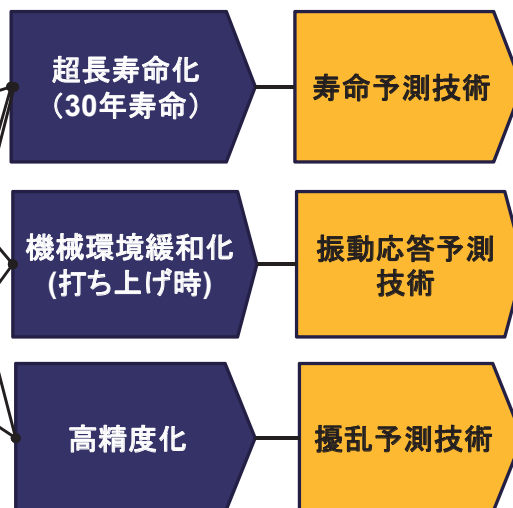 超長寿命化
（30年寿命）
寿命予測技術
機械環境緩和化
(打ち上げ時)
振動応答予測
技術
高精度化
擾乱予測技術